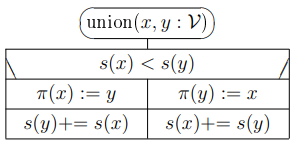 union(x, y : 𝒱)
s(x) < s(y)
π(x) := y π(y) := x
s(y)+= s(x) s(x)+= s(y)